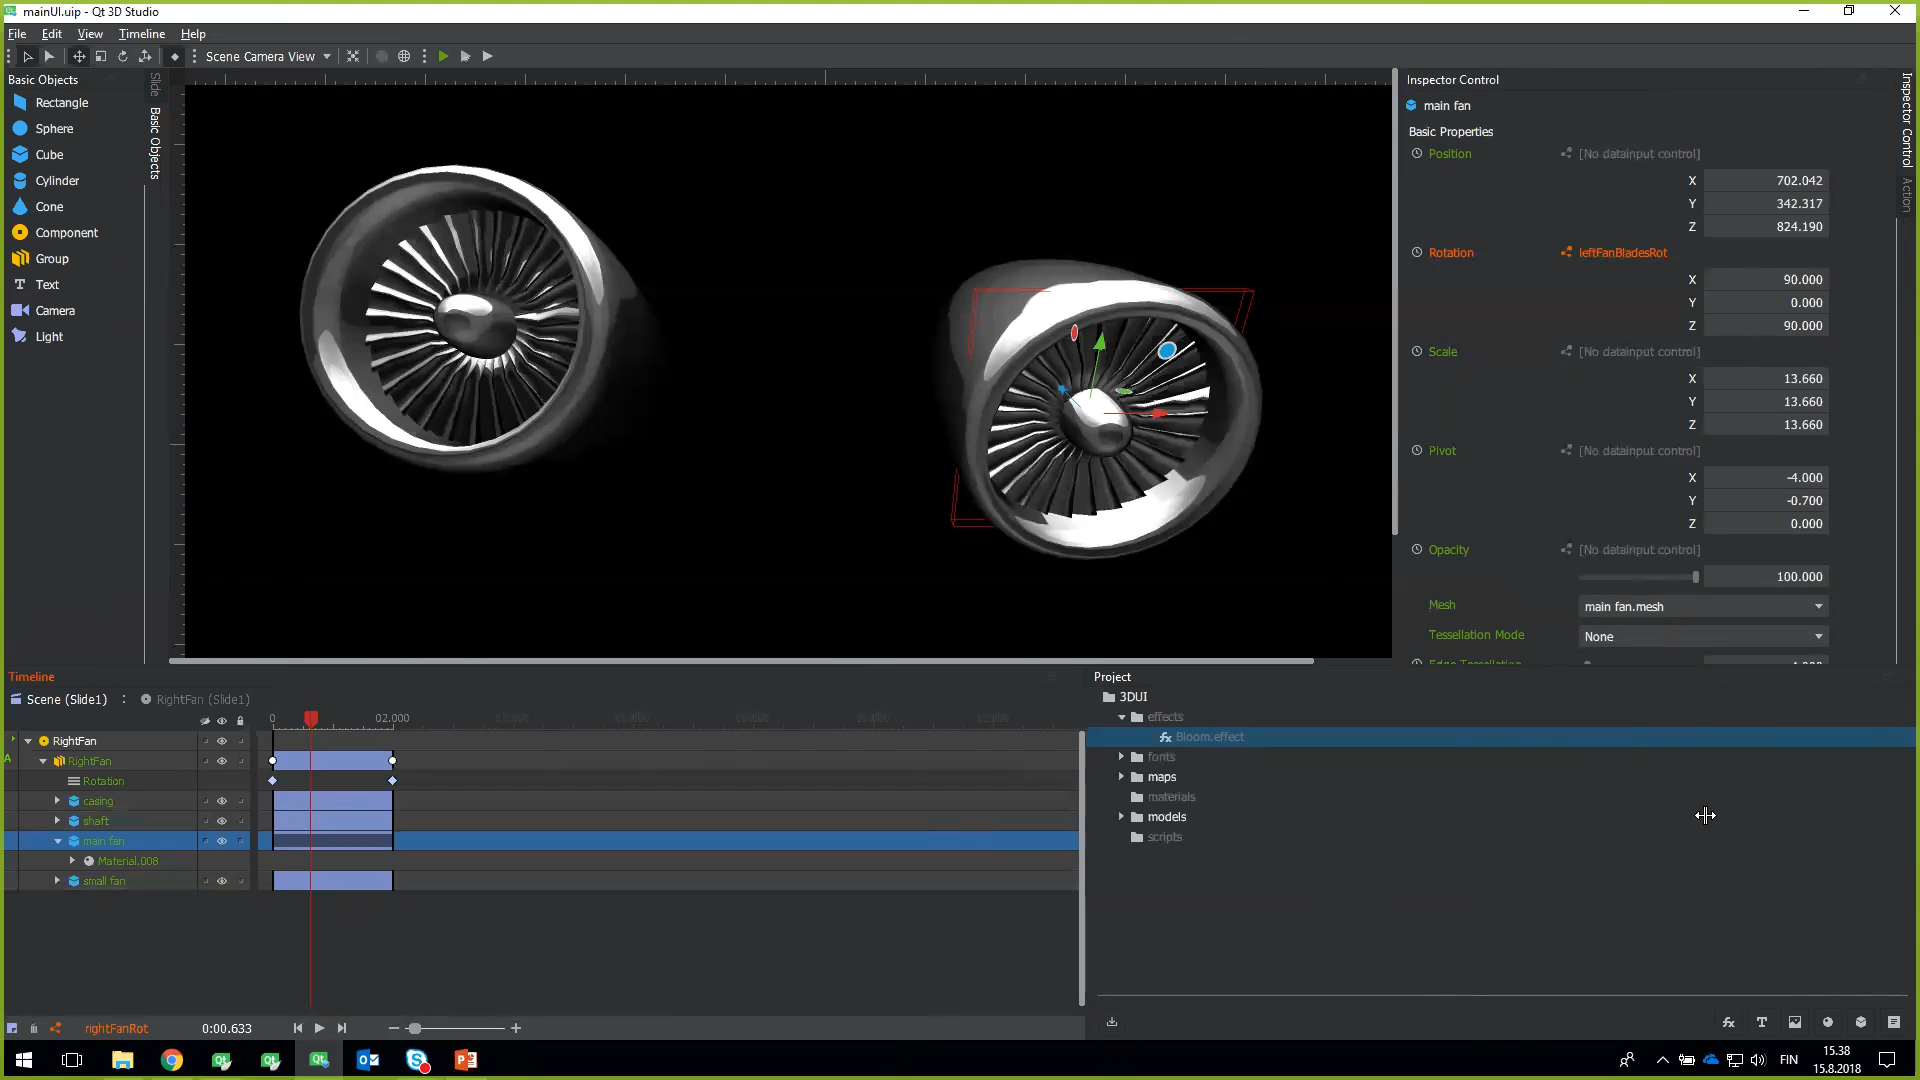 mainUI.uip - Qt 3D Studio
File Edit View Timeline Help
Scene Camera View
Basic Objects
Rectangle
Sphere
Cube
Cylinder
Cone
Component
Group
Text
Camera
Light
Slide
Basic Objects
Inspector Control
main fan
Basic Properties
Position [No datainput control]
X 702.042
Y 342.317
Z 824.190
Rotation leftFanBladesRot
X 90.000
Y 0.000
Z 90.000
Scale [No datainput control]
X 13.660
Y 13.660
Z 13.660
Pivot [No datainput control]
X -4.000
Y -0.700
Z 0.000
Opacity [No datainput control]
100.000
Mesh main fan.mesh
Tessellation Mode None
Inspector Control
Action
Timeline
Scene (Slide1) : RightFan (Slide1)
0 02.000
RightFan
A RightFan
Rotation
casing
shaft
main fan
Material.008
small fan
rightFanRot 0:00.633
Project
3DUI
effects
fx Bloom.effect
fonts
maps
materials
models
scripts
fx T
FIN
15.38
15.8.2018